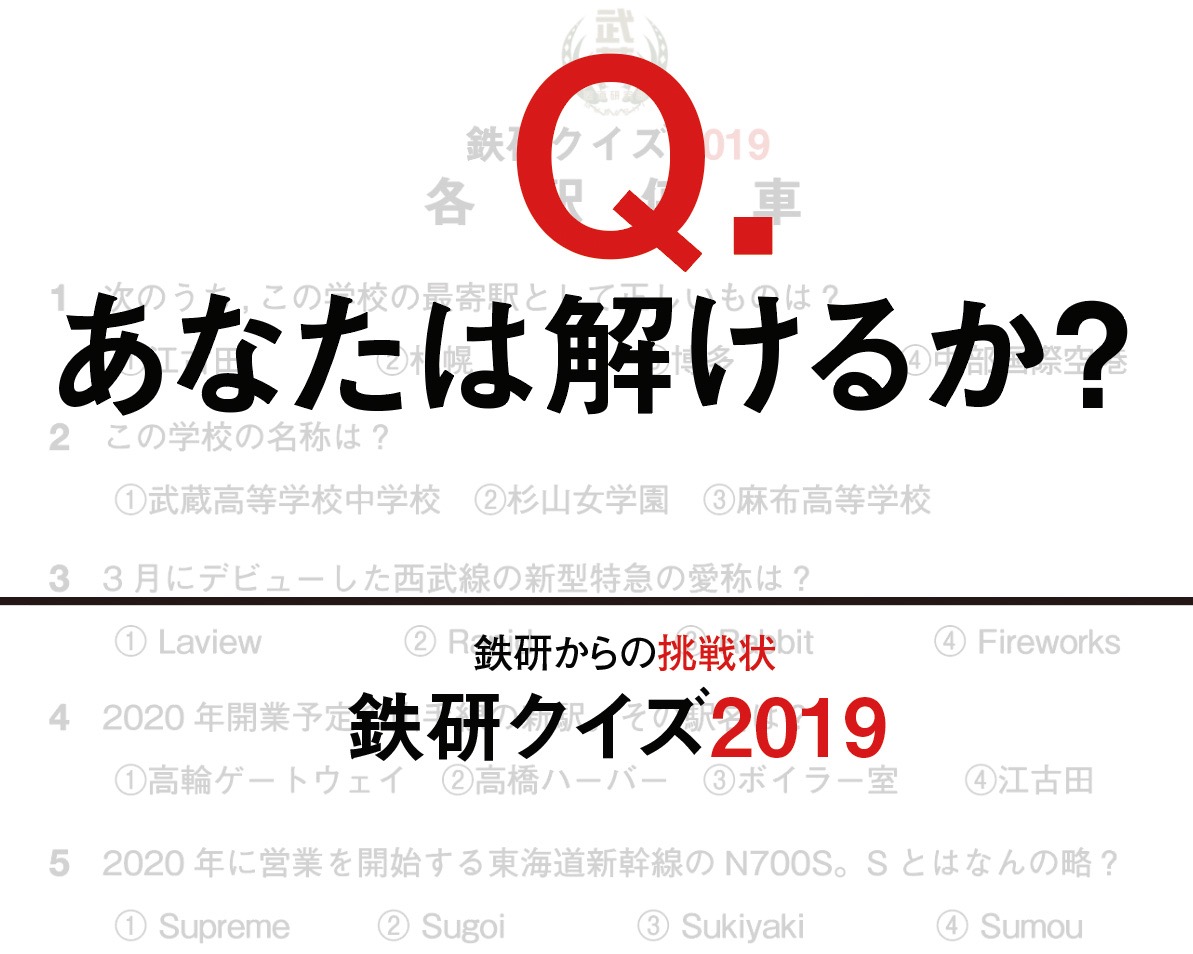 武
鉄研クイズ2019
各 駅 停 車
Q.
1 次のうち,この学校の最寄駅として正しいものは?
あなたは解けるか?
①江古田 ②札幌 ③博多 ④中部国際空港
2 この学校の名称は?
①武蔵高等学校中学校 ②杉山女学園 ③麻布高等学校
3 3月にデビューした西武線の新型特急の愛称は?
① Laview ② ③ Rabbit ④ Fireworks
鉄研からの挑戦状
4 2020年開業予定 の新駅 その駅名は?
鉄研クイズ2019
①高輪ゲートウェイ ②高橋ハーバー ③ボイラー室 ④江古田
5 2020年に営業を開始する東海道新幹線のN700S。Sとはなんの略?
① Supreme ② Sugoi ③ Sukiyaki ④ Sumou